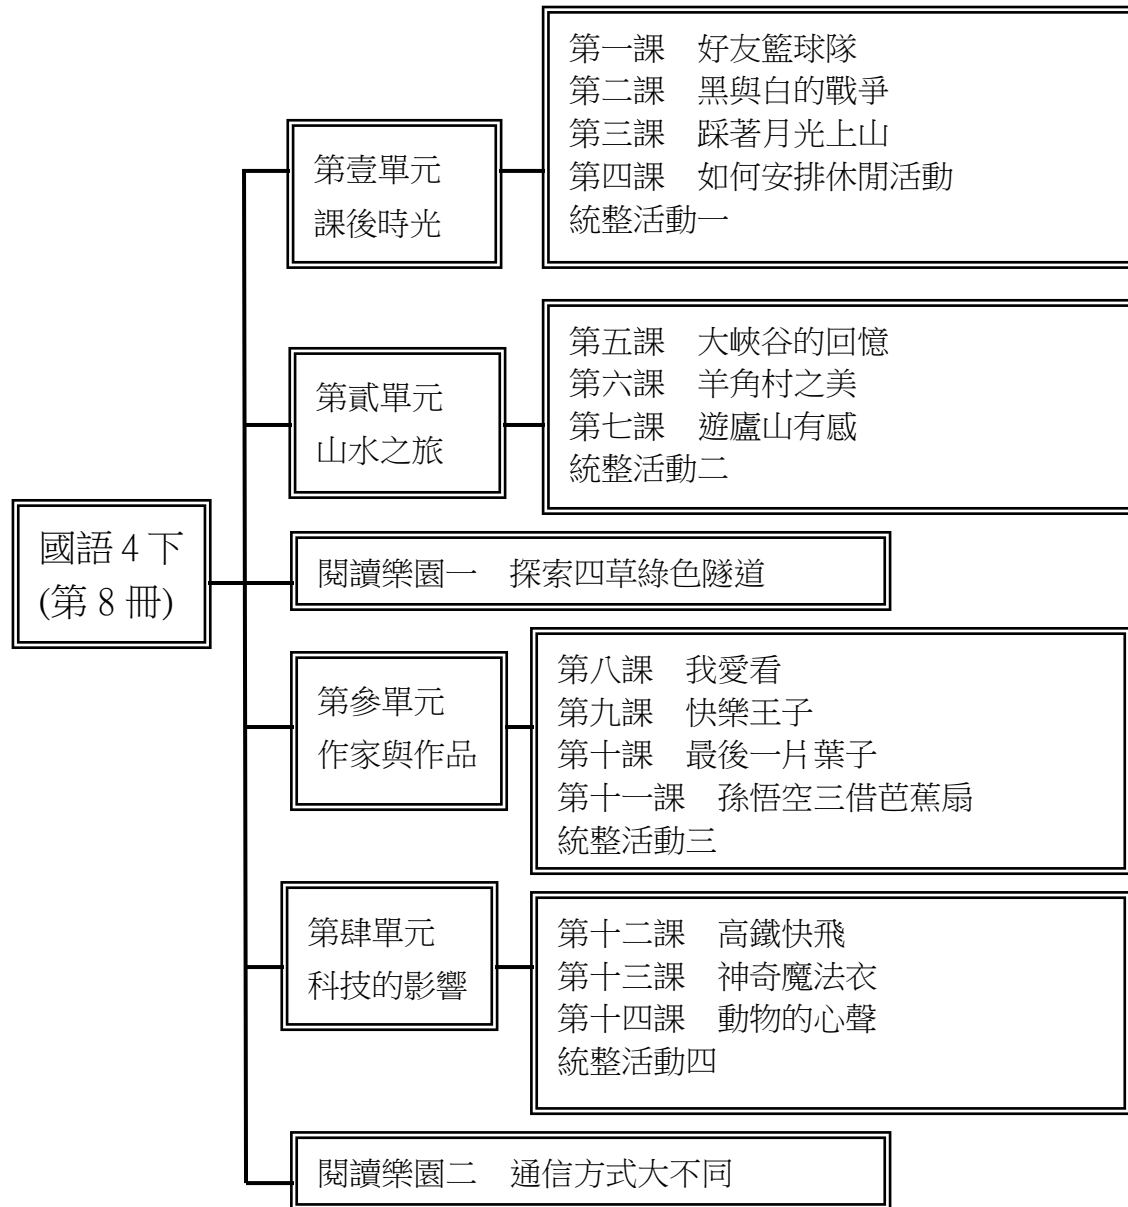 國語 4 下
(第 8 冊)
第壹單元
課後時光
第一課　好友籃球隊
第二課　黑與白的戰爭
第三課　踩著月光上山
第四課　如何安排休閒活動
統整活動一
第貳單元
山水之旅
第五課　大峽谷的回憶
第六課　羊角村之美
第七課　遊廬山有感
統整活動二
閱讀樂園一　探索四草綠色隧道
第參單元
作家與作品
第八課　我愛看
第九課　快樂王子
第十課　最後一片葉子
第十一課　孫悟空三借芭蕉扇
統整活動三
第肆單元
科技的影響
第十二課　高鐵快飛
第十三課　神奇魔法衣
第十四課　動物的心聲
統整活動四
閱讀樂園二　通信方式大不同